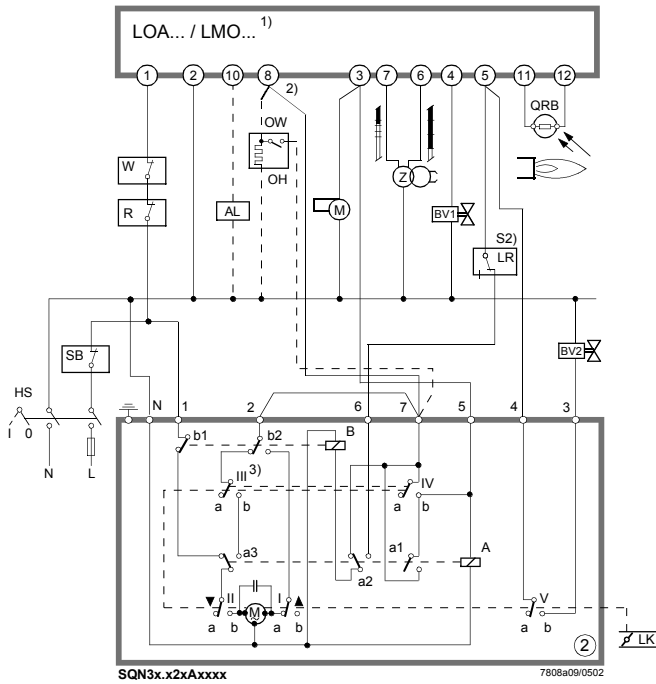 LOA... / LMO... 1)
1 2 10 8 3 7 6 4 5 11 12
2)
QRB
OW
W
OH
Z
R AL M BV1
S2)
LR
SB
BV2
HS
I 0
N 1 2 6 7 5 4 3
N L
b1 b2 B
III 3) IV
a b a b
a3 a1 A
a2
II I V
a b M a b a b
LK
2
SQN3x.x2xAxxxx
7808a09/0502